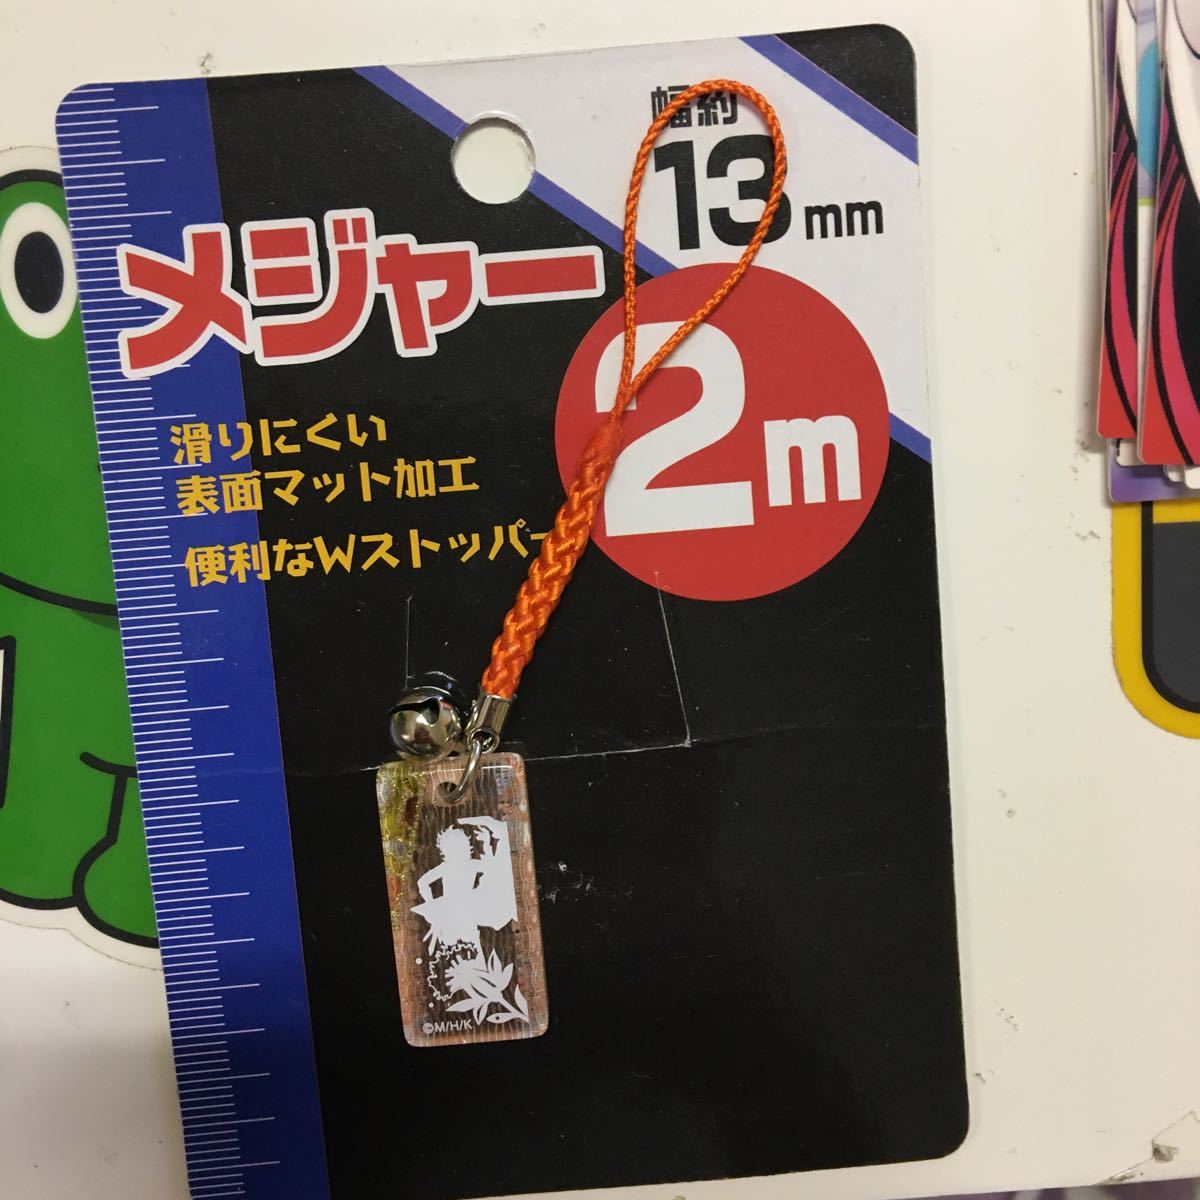 幅約
13mm
メジャー
2m
滑りにくい
表面マット加工
便利なWストッパー
©M/H/K